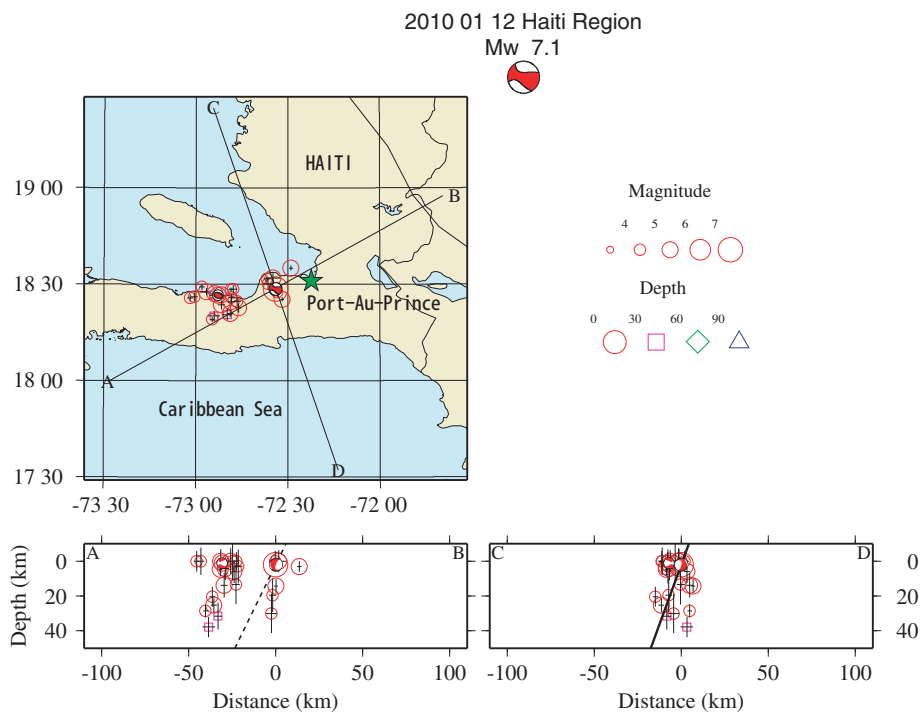 2010 01 12 Haiti Region
Mw 7.1
C
HAITI
19 00
B
18 30
Port-Au-Prince
18 00
A
Caribbean Sea
D
17 30
-73 30 -73 00 -72 30 -72 00
Magnitude
4 5 6 7
Depth
0 30 60 90
A B C D
Depth (km)
0 0
20 20
40 40
-100 -50 0 50 100 -100 -50 0 50 100
Distance (km) Distance (km)